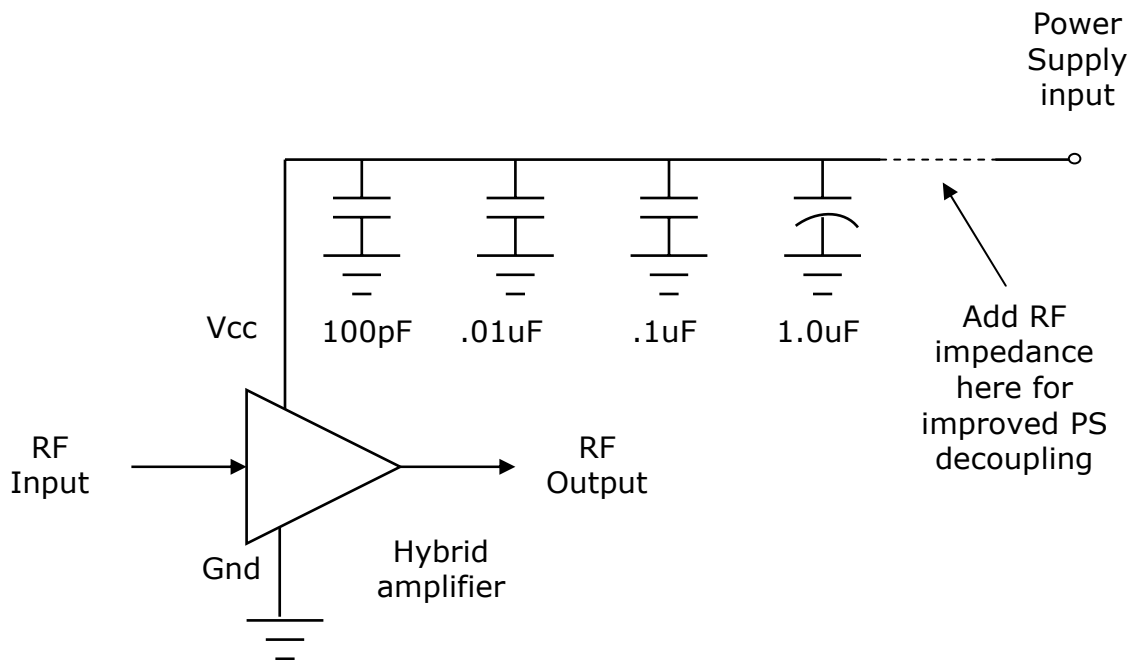 Power
Supply
input
Vcc
100pF
.01uF
.1uF
1.0uF
Add RF
impedance
here for
improved PS
decoupling
RF
Input
RF
Output
Gnd
Hybrid
amplifier